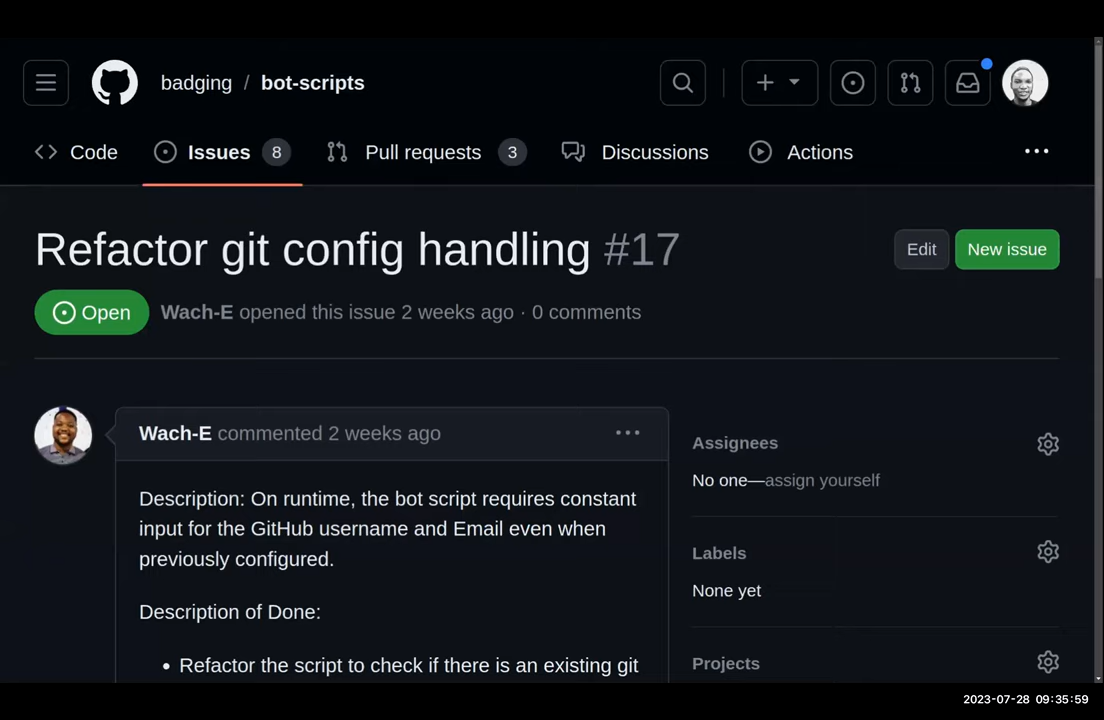 badging / bot-scripts
Code
Issues 8
Pull requests 3
Discussions
Actions
Refactor git config handling #17
Edit
New issue
Open
Wach-E opened this issue 2 weeks ago · 0 comments
Wach-E commented 2 weeks ago
Description: On runtime, the bot script requires constant
input for the GitHub username and Email even when
previously configured.
Description of Done:
• Refactor the script to check if there is an existing git
Assignees
No one—assign yourself
Labels
None yet
Projects
2023-07-28 09:35:59